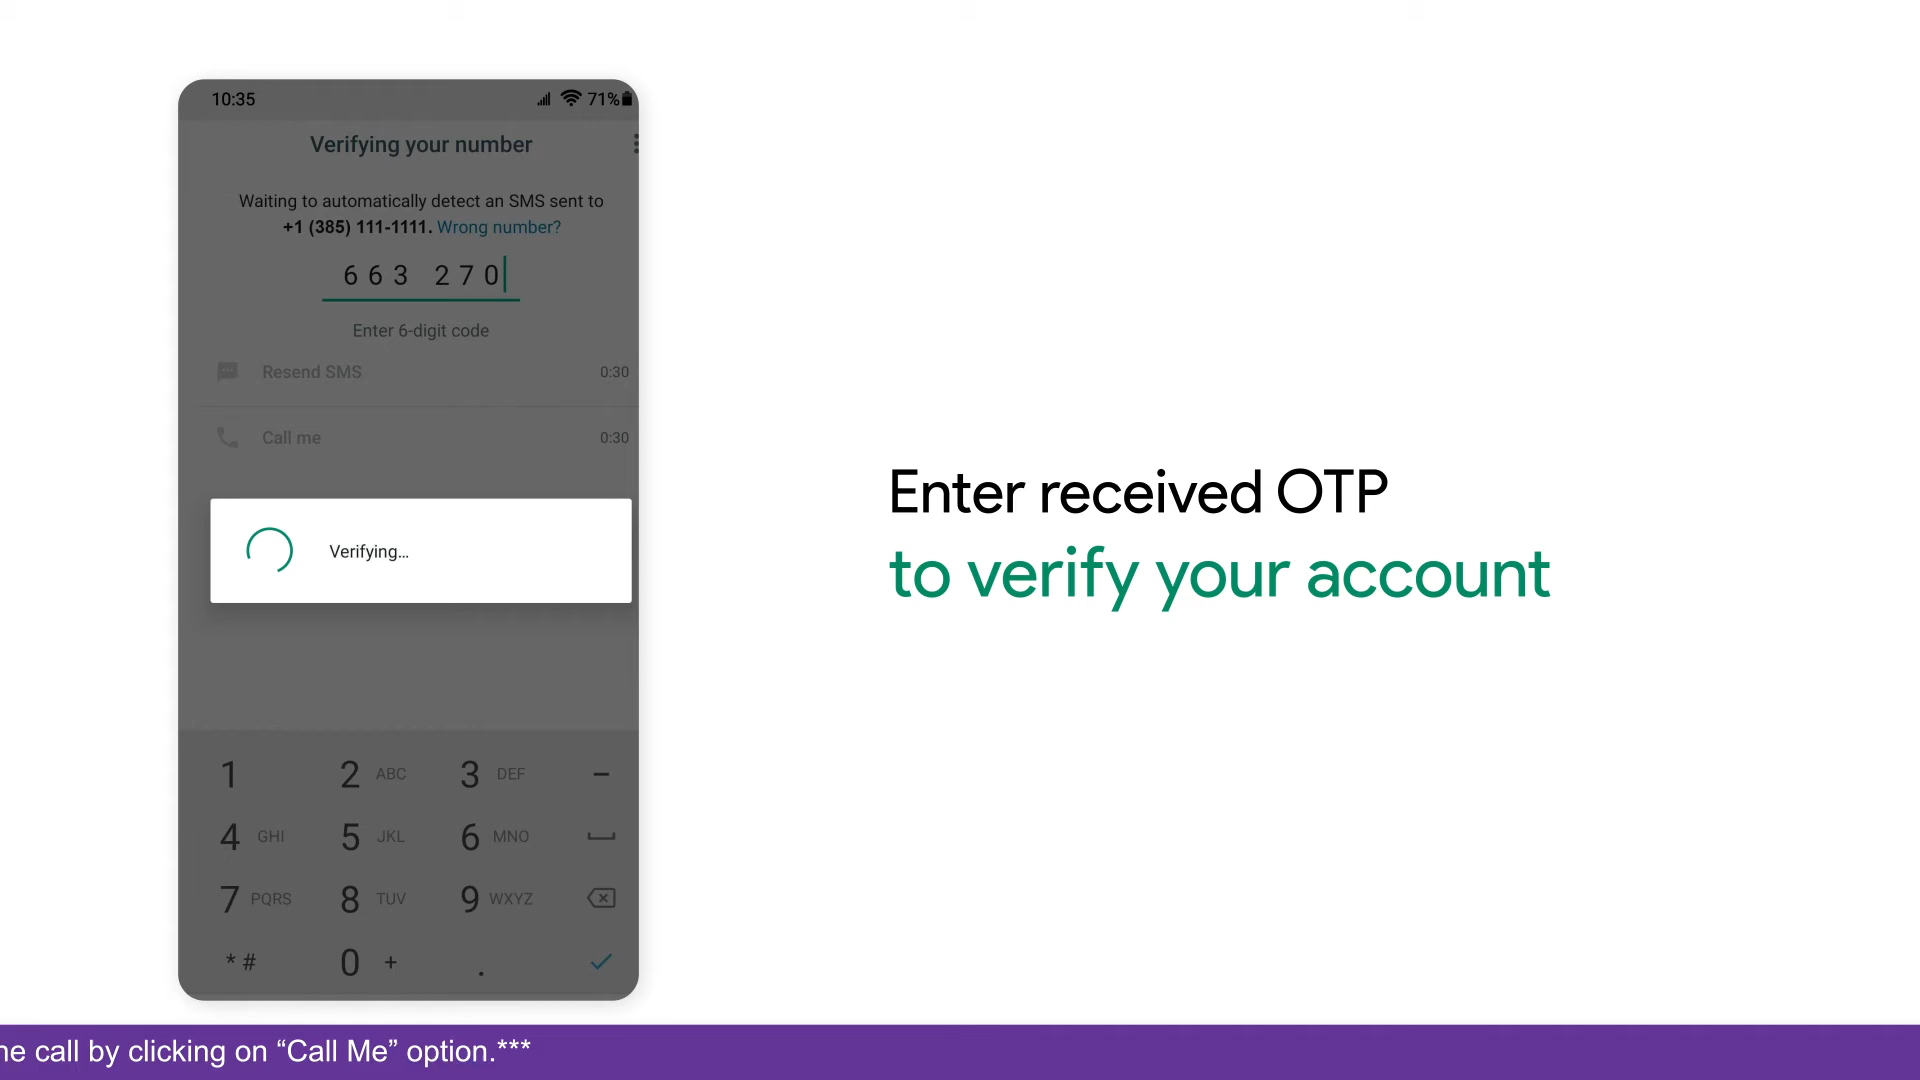 10:35
71%
Verifying your number
Waiting to automatically detect an SMS sent to
+1 (385) 111-1111. Wrong number?
663 270
Enter 6-digit code
Resend SMS 0:30
Call me 0:30
Verifying...
1 2 ABC 3 DEF –
4 GHI 5 JKL 6 MNO
7 PQRS 8 TUV 9 WXYZ
* # 0 + .
Enter received OTP
to verify your account
call by clicking on “Call Me” option.***